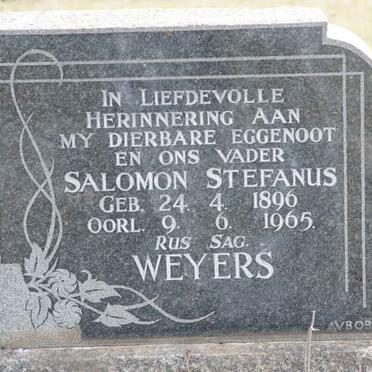 IN LIEFDEVOLLE
HERINNERING AAN
MY DIERBARE EGGENOOT
EN ONS VADER
SALOMON STEFANUS
GEB. 24. 4. 1896
OORL. 9. 6. 1965.
RUS SAG.
WEYERS
AVBOB